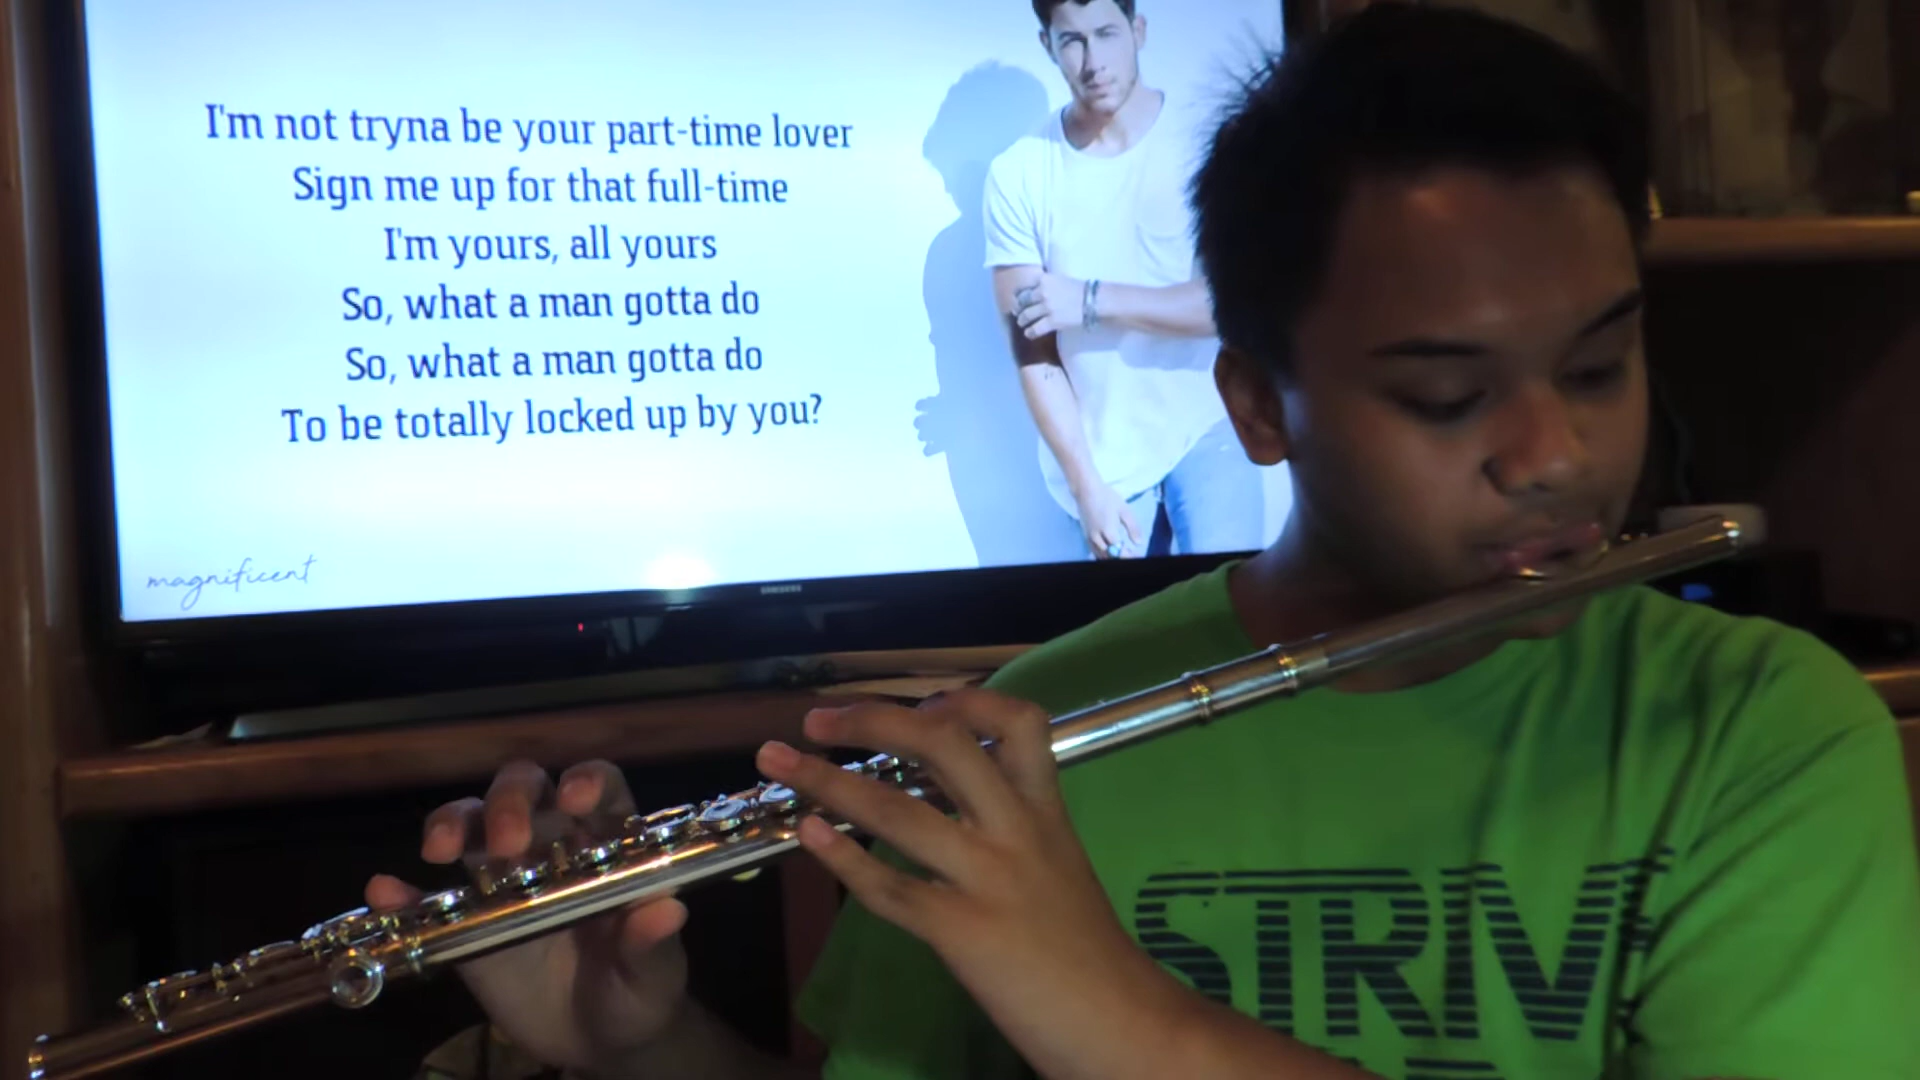 I'm not tryna be your part-time lover
Sign me up for that full-time
I'm yours, all yours
So, what a man gotta do
So, what a man gotta do
To be totally locked up by you?
magnificent
SAMSUNG
STRIV